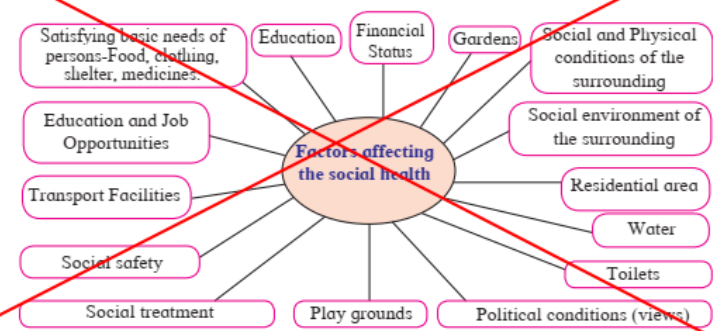 Satisfying basic needs of
persons-Food, clothing,
shelter, medicines.
Education
Financial
Status
Gardens
Social and Physical
conditions of the
surrounding
Education and Job
Opportunities
Factors affecting
the social health
Social environment of
the surrounding
Transport Facilities
Residential area
Water
Social safety
Toilets
Social treatment
Play grounds
Political conditions (views)